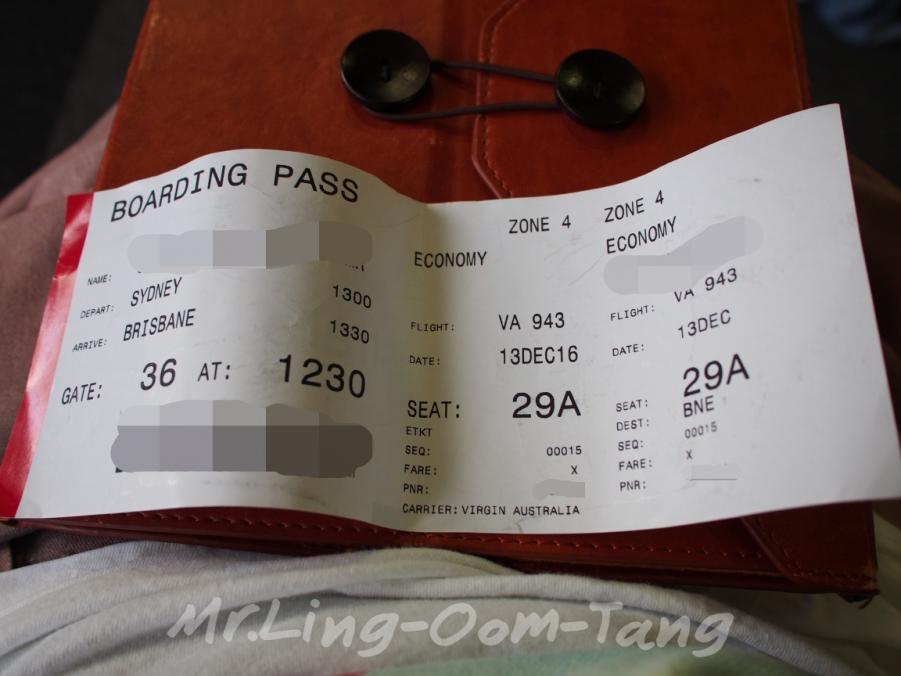 BOARDING PASS
NAME:
DEPART: SYDNEY 1300
ARRIVE: BRISBANE 1330
GATE: 36 AT: 1230
ZONE 4
ECONOMY
FLIGHT: VA 943
DATE: 13DEC16
SEAT: 29A
ETKT
SEQ: 00015
FARE: X
PNR:
CARRIER: VIRGIN AUSTRALIA
ZONE 4
ECONOMY
FLIGHT: VA 943
DATE: 13DEC
SEAT: 29A
DEST: BNE
SEQ: 00015
FARE: X
PNR:
Mr.Ling-Oom-Tang